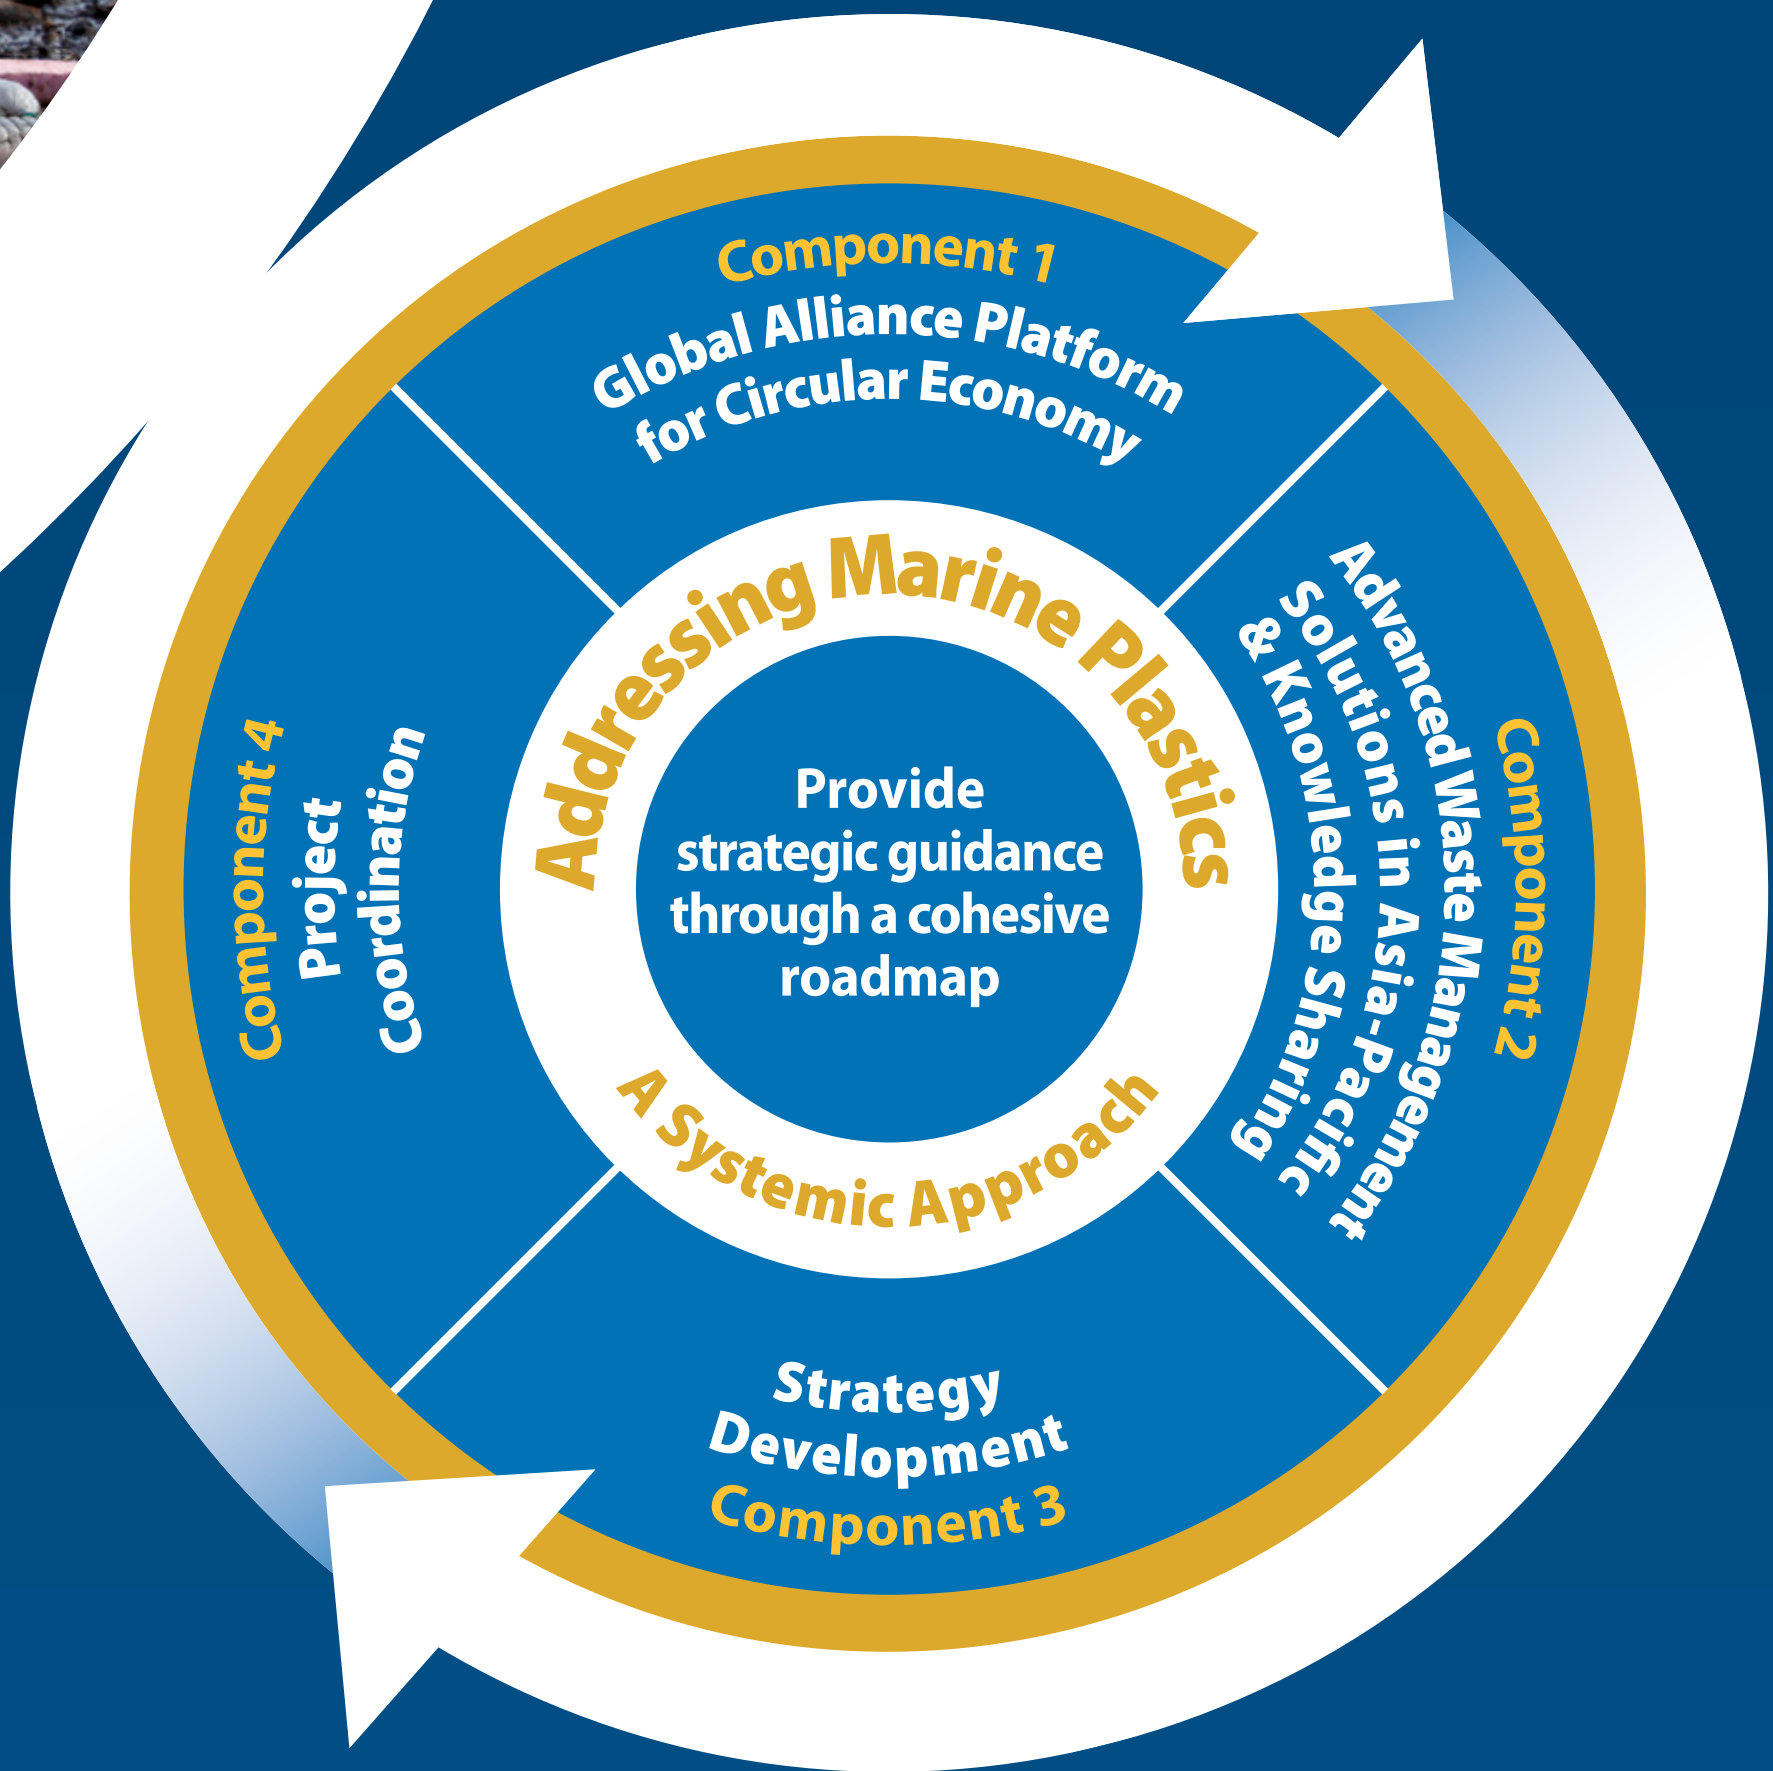 Component 1
Global Alliance Platform
for Circular Economy
Component 2
Advanced Waste Management
Solutions in Asia-Pacific
& Knowledge Sharing
Strategy
Development
Component 3
Component 4
Project
Coordination
Addressing Marine Plastics
A Systemic Approach
Provide
strategic guidance
through a cohesive
roadmap